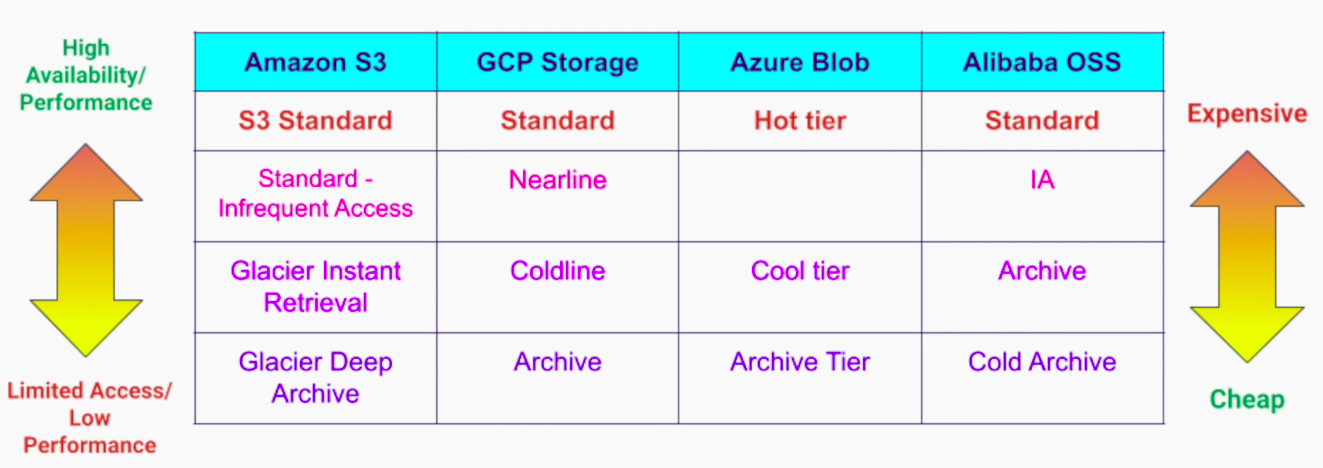 High
Availability/
Performance
Amazon S3 GCP Storage Azure Blob Alibaba OSS
S3 Standard Standard Hot tier Standard
Expensive
Standard - Nearline IA
Infrequent Access
Glacier Instant Coldline Cool tier Archive
Retrieval
Glacier Deep Archive Archive Tier Cold Archive
Archive
Limited Access/
Low
Performance
Cheap